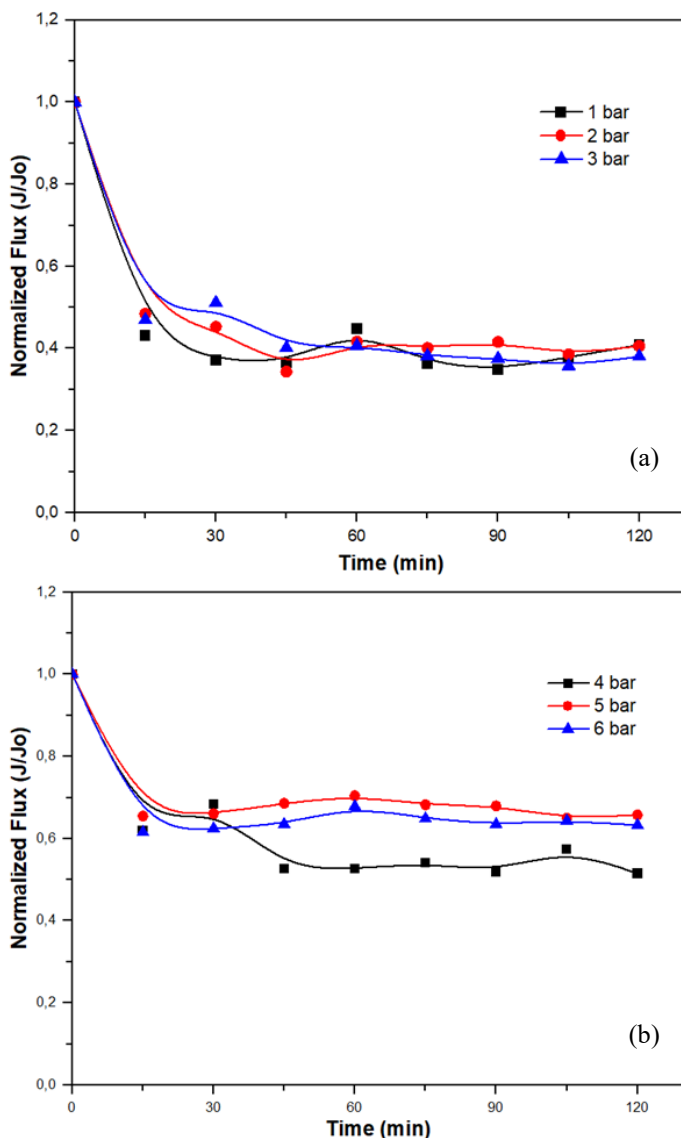 1,2
1,0
0,8
0,6
0,4
0,2
0,0
Normalized Flux (J/Jo)
1 bar
2 bar
3 bar
(a)
0 30 60 90 120
Time (min)
1,2
1,0
0,8
0,6
0,4
0,2
0,0
Normalized Flux (J/Jo)
4 bar
5 bar
6 bar
(b)
0 30 60 90 120
Time (min)